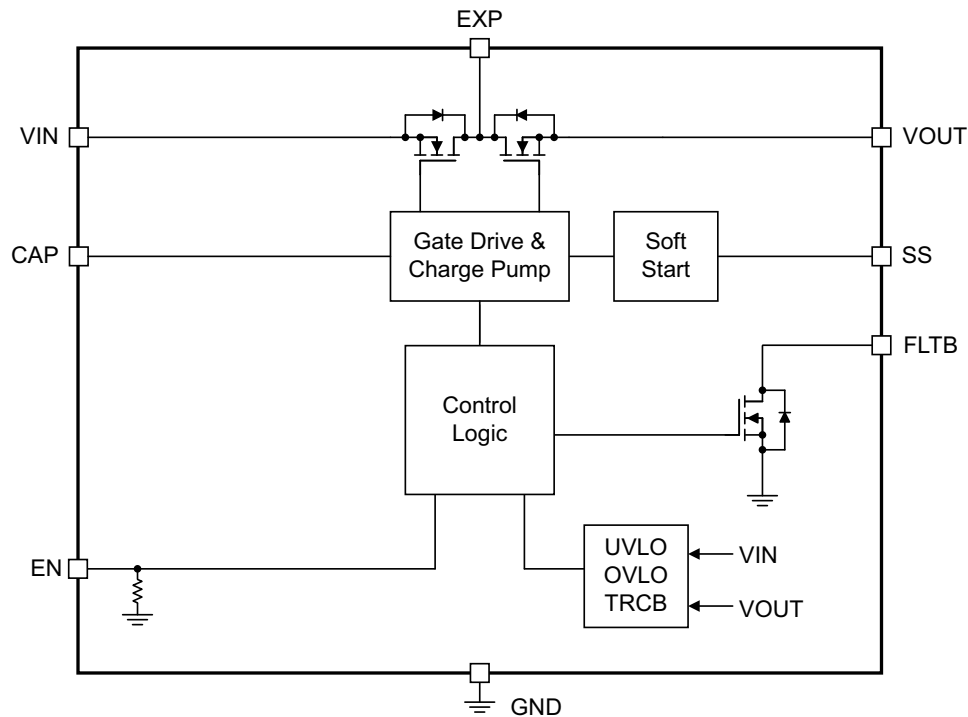 EXP
VIN
VOUT
CAP
Gate Drive &
Charge Pump
Soft
Start
SS
FLTB
Control
Logic
EN
UVLO
OVLO
TRCB
VIN
VOUT
GND